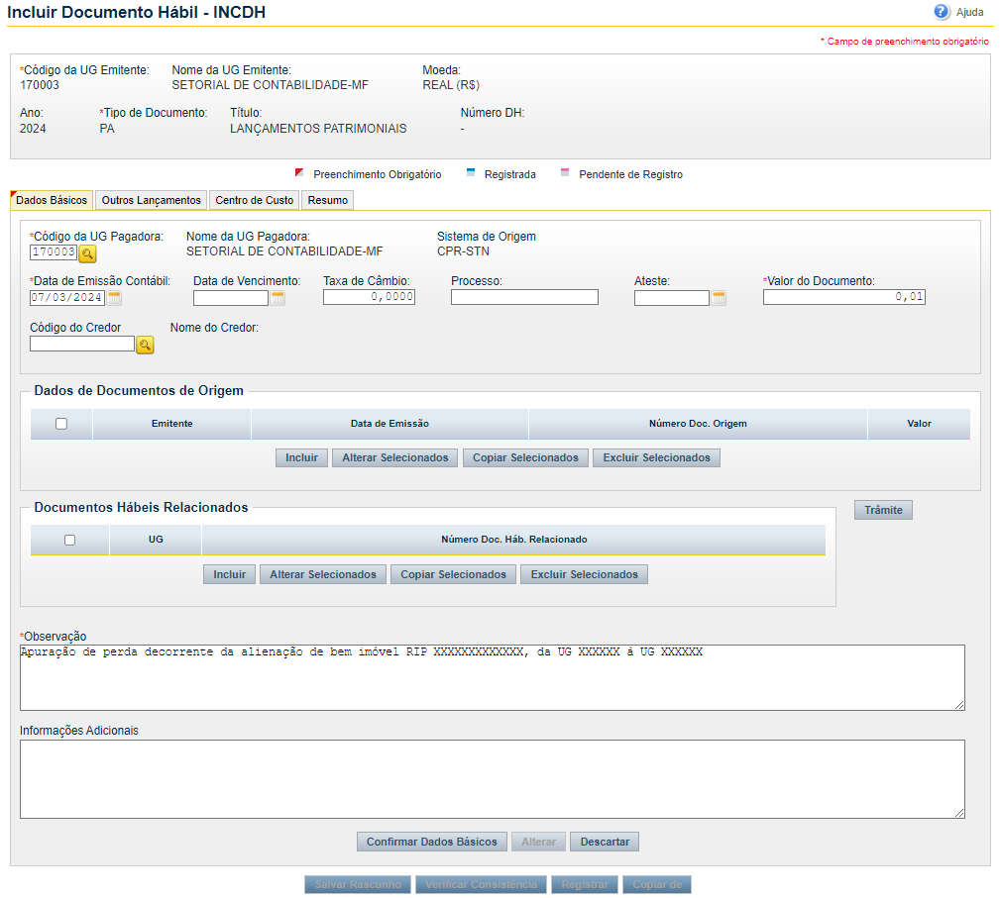 Incluir Documento Hábil - INCDH
Ajuda
* Campo de preenchimento obrigatório
*Código da UG Emitente: Nome da UG Emitente: Moeda:
170003 SETORIAL DE CONTABILIDADE-MF REAL (R$)
Ano: *Tipo de Documento: Título: Número DH:
2024 PA LANÇAMENTOS PATRIMONIAIS -
Preenchimento Obrigatório Registrada Pendente de Registro
Dados Básicos Outros Lançamentos Centro de Custo Resumo
*Código da UG Pagadora: Nome da UG Pagadora: Sistema de Origem
170003 SETORIAL DE CONTABILIDADE-MF CPR-STN
*Data de Emissão Contábil: Data de Vencimento: Taxa de Câmbio: Processo: Ateste: *Valor do Documento:
07/03/2024 0,0000 0,01
Código do Credor Nome do Credor:
Dados de Documentos de Origem
Emitente Data de Emissão Número Doc. Origem Valor
Incluir Alterar Selecionados Copiar Selecionados Excluir Selecionados
Documentos Hábeis Relacionados Trâmite
UG Número Doc. Háb. Relacionado
Incluir Alterar Selecionados Copiar Selecionados Excluir Selecionados
*Observação
Apuração de perda decorrente da alienação de bem imóvel RIP XXXXXXXXXXXXX, da UG XXXXXX à UG XXXXXX
Informações Adicionais
Confirmar Dados Básicos Alterar Descartar
Salvar Rascunho Verificar Consistência Registrar Copiar de